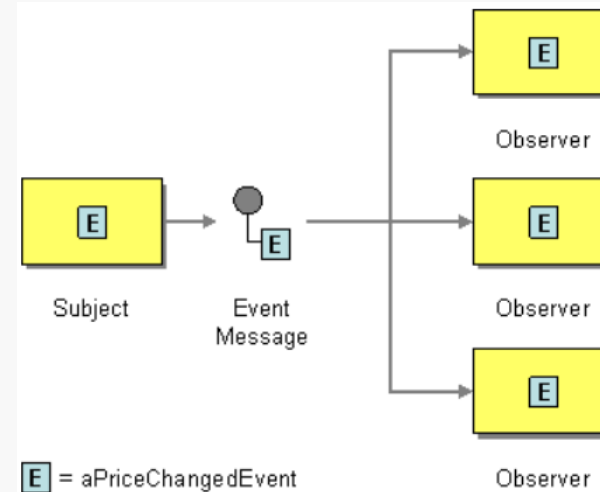 E
Observer
E
E
E
E
Subject
Event
Message
Observer
E
E = aPriceChangedEvent
Observer